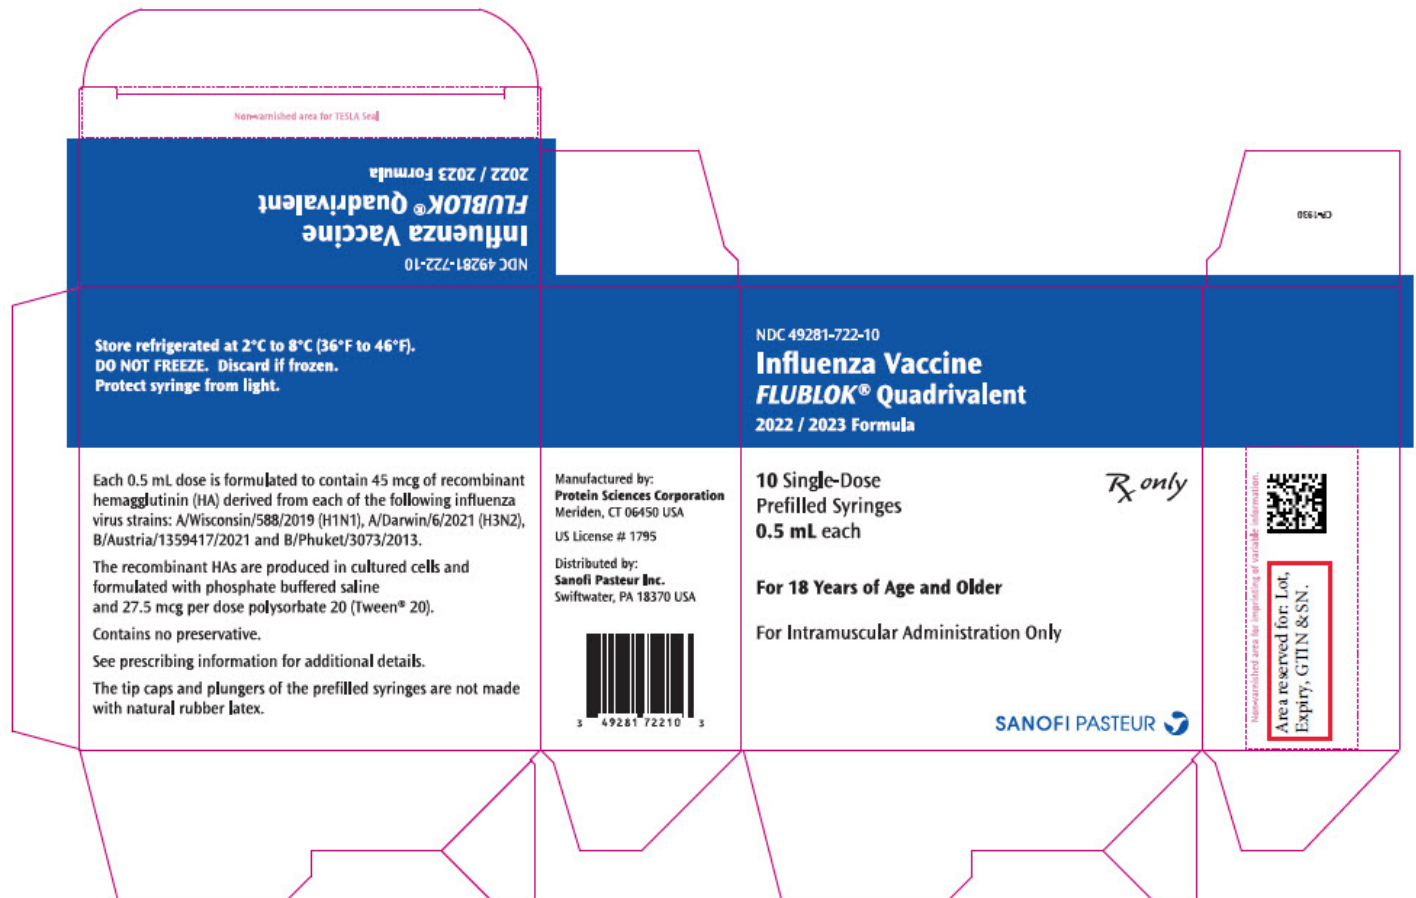 Non-varnished area for TESLA Seal
NDC 49281-722-10
Influenza Vaccine
FLUBLOK® Quadrivalent
2022 / 2023 Formula
CP-1930
Store refrigerated at 2°C to 8°C (36°F to 46°F).
DO NOT FREEZE. Discard if frozen.
Protect syringe from light.
Each 0.5 mL dose is formulated to contain 45 mcg of recombinant
hemagglutinin (HA) derived from each of the following influenza
virus strains: A/Wisconsin/588/2019 (H1N1), A/Darwin/6/2021 (H3N2),
B/Austria/1359417/2021 and B/Phuket/3073/2013.
The recombinant HAs are produced in cultured cells and
formulated with phosphate buffered saline
and 27.5 mcg per dose polysorbate 20 (Tween® 20).
Contains no preservative.
See prescribing information for additional details.
The tip caps and plungers of the prefilled syringes are not made
with natural rubber latex.
Manufactured by:
Protein Sciences Corporation
Meriden, CT 06450 USA
US License # 1795
Distributed by:
Sanofi Pasteur Inc.
Swiftwater, PA 18370 USA
3 49281 72210 3
NDC 49281-722-10
Influenza Vaccine
FLUBLOK® Quadrivalent
2022 / 2023 Formula
10 Single-Dose
Prefilled Syringes
0.5 mL each
Rx only
For 18 Years of Age and Older
For Intramuscular Administration Only
SANOFI PASTEUR
Non-varnished area for imprinting of variable information.
Area reserved for: Lot,
Expiry, GTIN & SN.